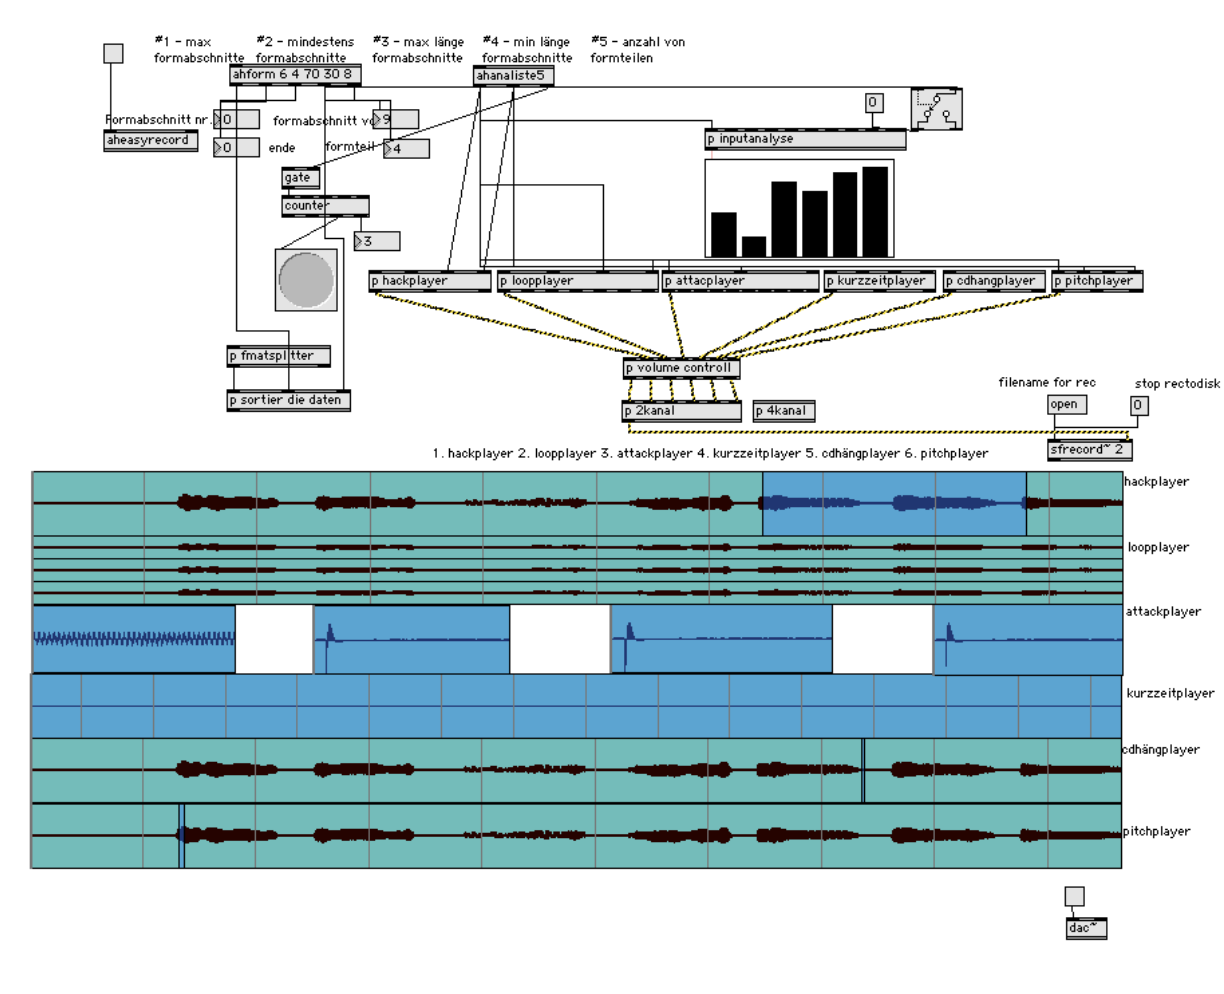 #1 - max formabschnitte
#2 - mindestens formabschnitte
#3 - max länge formabschnitte
#4 - min länge formabschnitte
#5 - anzahl von formteilen
ahform 6 4 70 30 8
ahanaliste5
0
Formabschnitt nr.
0
formabschnitt vo
9
aheasyrecord
0
ende
formteil
4
p inputanalyse
gate
counter
3
p hackplayer
p loopplayer
p attacplayer
p kurzzeitplayer
p cdhangplayer
p pitchplayer
p fmatsplitter
p volume controll
p sortier die daten
p 2kanal
p 4kanal
filename for rec
stop rectodisk
open
0
sfrecord~ 2
1. hackplayer 2. loopplayer 3. attackplayer 4. kurzzeitplayer 5. cdhängplayer 6. pitchplayer
hackplayer
loopplayer
attackplayer
kurzzeitplayer
cdhängplayer
pitchplayer
dac~